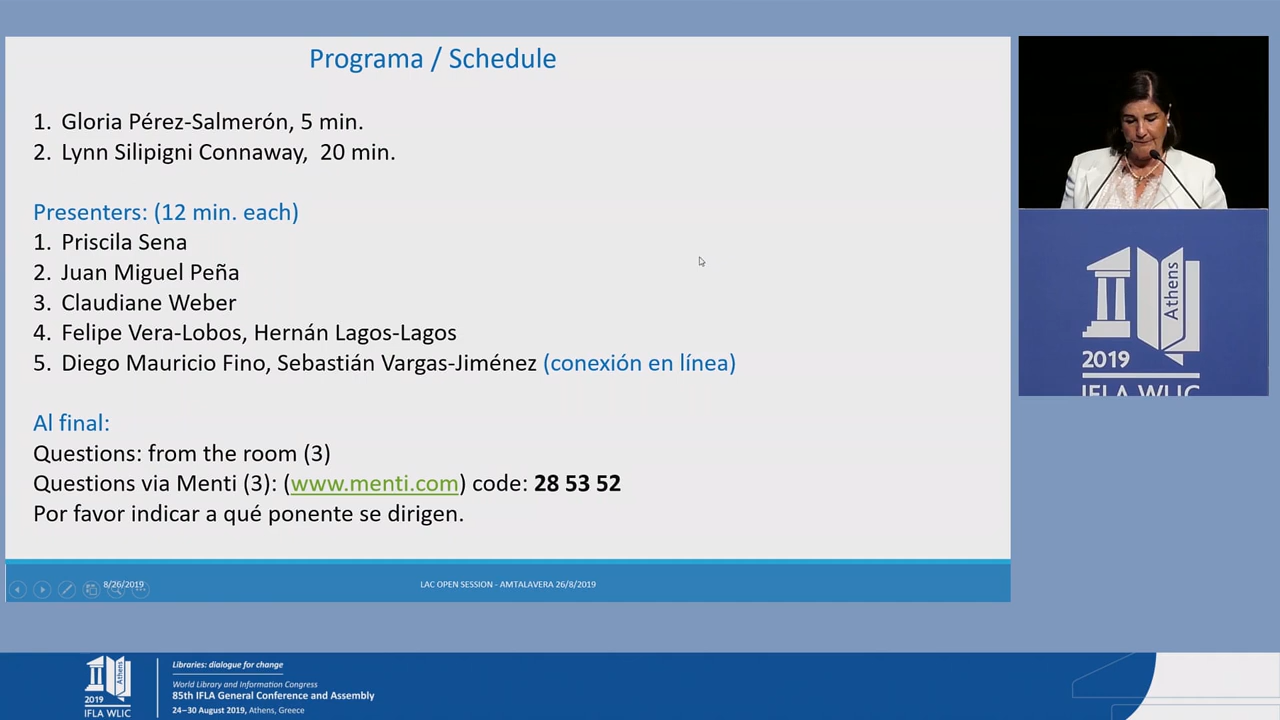 Programa / Schedule
1. Gloria Pérez-Salmerón, 5 min.
2. Lynn Silipigni Connaway, 20 min.
Presenters: (12 min. each)
1. Priscila Sena
2. Juan Miguel Peña
3. Claudiane Weber
4. Felipe Vera-Lobos, Hernán Lagos-Lagos
5. Diego Mauricio Fino, Sebastián Vargas-Jiménez (conexión en línea)
Al final:
Questions: from the room (3)
Questions via Menti (3): (www.menti.com) code: 28 53 52
Por favor indicar a qué ponente se dirigen.
8/26/2019
LAC OPEN SESSION - AMTALAVERA 26/8/2019
Athens
2019
IFLA WLIC
Athens
2019
IFLA WLIC
Libraries: dialogue for change
World Library and Information Congress
85th IFLA General Conference and Assembly
24–30 August 2019, Athens, Greece